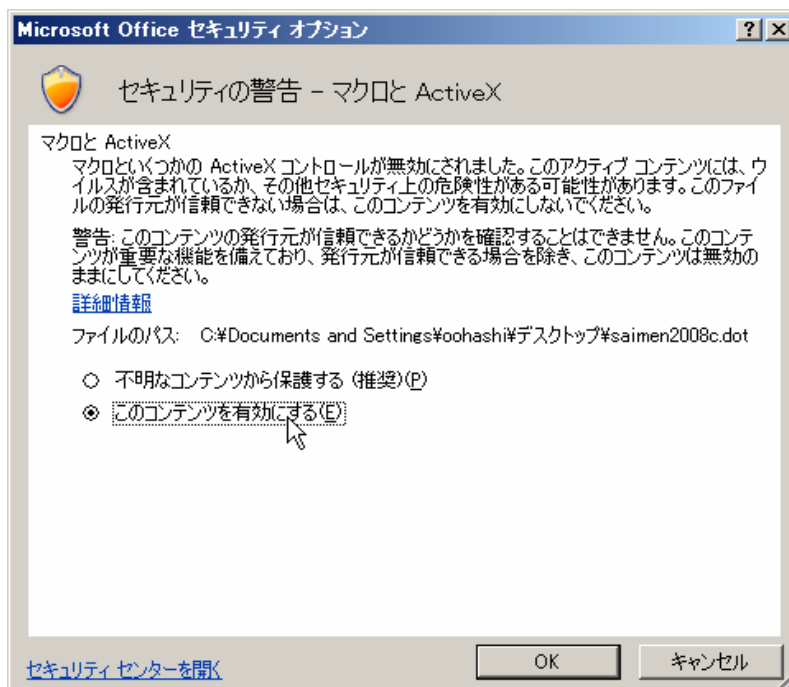 Microsoft Office セキュリティ オプション
セキュリティの警告 - マクロと ActiveX
マクロと ActiveX
マクロといくつかの ActiveX コントロールが無効にされました。このアクティブ コンテンツには、ウ
イルスが含まれているか、その他セキュリティ上の危険性がある可能性があります。このファイ
ルの発行元が信頼できない場合は、このコンテンツを有効にしないでください。
警告: このコンテンツの発行元が信頼できるかどうかを確認することはできません。このコンテ
ンツが重要な機能を備えており、発行元が信頼できる場合を除き、このコンテンツは無効の
ままにしてください。
詳細情報
ファイルのパス: C:¥Documents and Settings¥oohashi¥デスクトップ¥saimen2008c.dot
不明なコンテンツから保護する (推奨)(P)
このコンテンツを有効にする(E)
セキュリティ センターを開く
OK
キャンセル